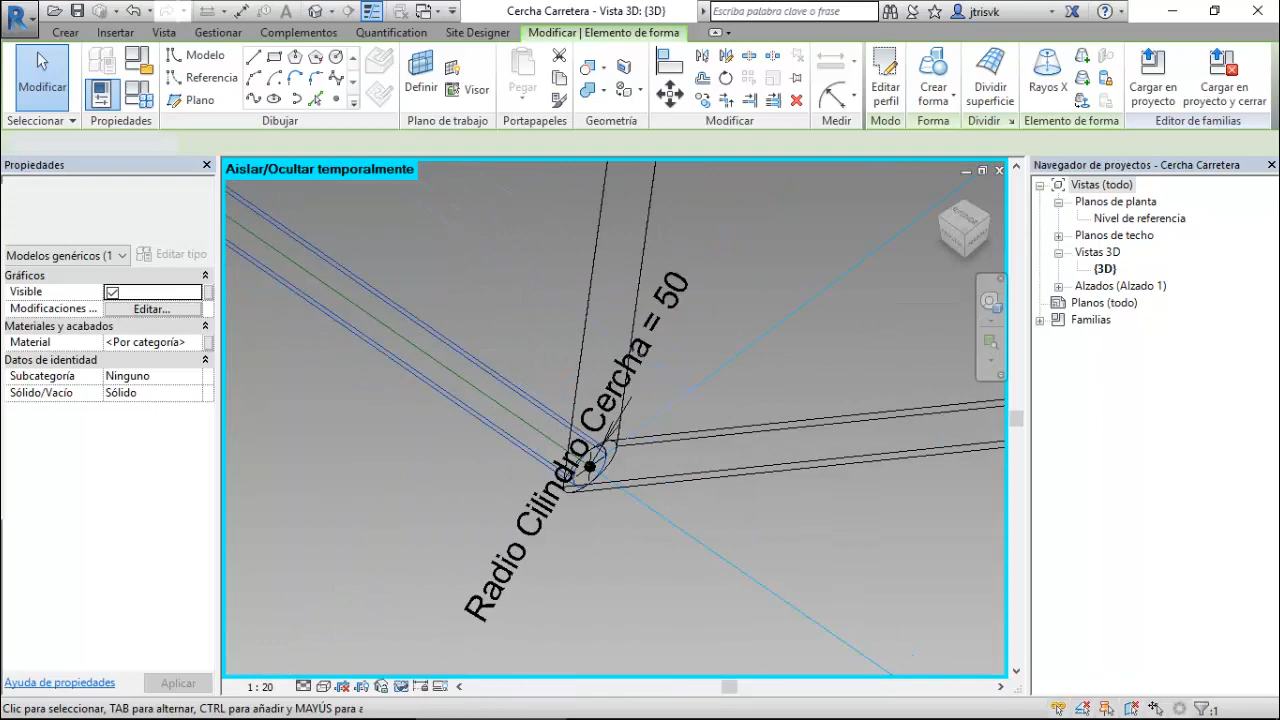 Cercha Carretera - Vista 3D: {3D}
Escriba palabra clave o frase
jtrisvk
Crear
Insertar
Vista
Gestionar
Complementos
Quantification
Site Designer
Modificar | Elemento de forma
Modificar
Modelo
Referencia
Plano
Definir
Visor
Pegar
Editar perfil
Crear forma
Dividir superficie
Rayos X
Cargar en proyecto
Cargar en proyecto y cerrar
Seleccionar
Propiedades
Dibujar
Plano de trabajo
Portapapeles
Geometría
Modificar
Medir
Modo
Forma
Dividir
Elemento de forma
Editor de familias
Propiedades
Modelos genéricos (1
Editar tipo
Gráficos
Visible
Modificaciones ...
Editar...
Materiales y acabados
Material
<Por categoría>
Datos de identidad
Subcategoría
Ninguno
Sólido/Vacío
Sólido
Ayuda de propiedades
Aplicar
Aislar/Ocultar temporalmente
Radio Cilindro Cercha = 50
Navegador de proyectos - Cercha Carretera
Vistas (todo)
Planos de planta
Nivel de referencia
Planos de techo
Vistas 3D
{3D}
Alzados (Alzado 1)
Planos (todo)
Familias
1 : 20
Clic para seleccionar, TAB para alternar, CTRL para añadir y MAYÚS para a
:1